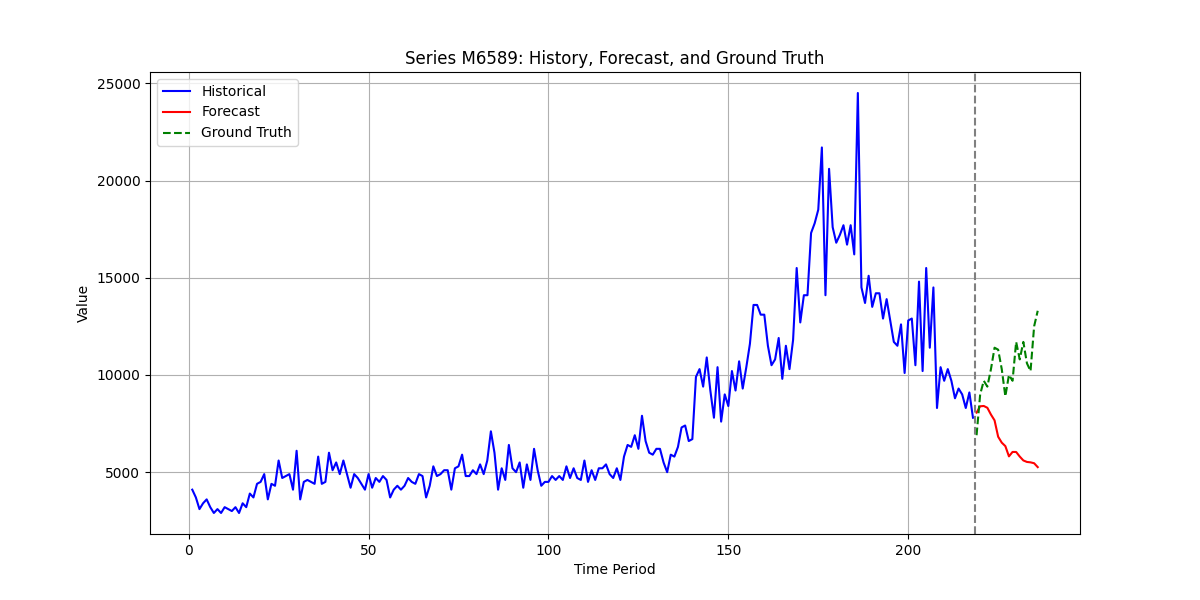 Series M6589: History, Forecast, and Ground Truth
25000
20000
15000
10000
5000
Value
Historical
Forecast
Ground Truth
0
50
100
150
200
Time Period